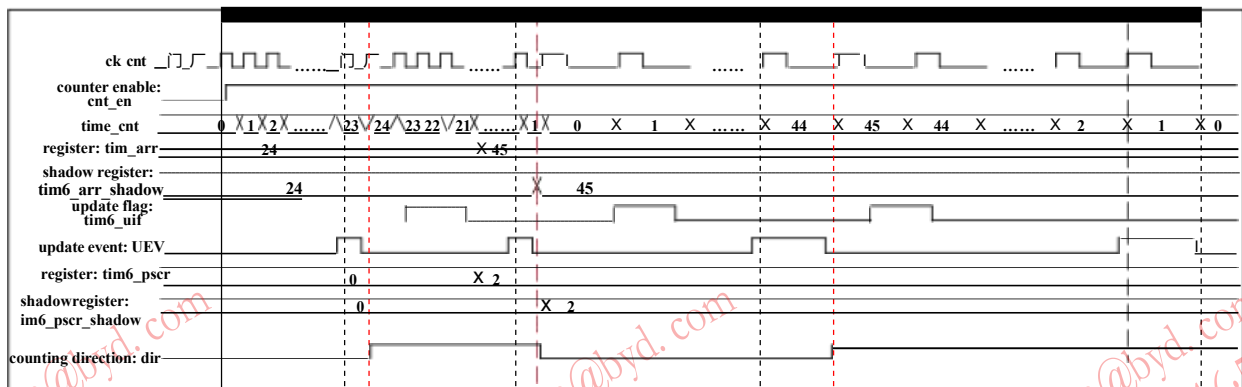 ck cnt
...... ...... ...... ......
counter enable:
cnt_en
time_cnt 0 X 1 X 2 X ...... 23 24 23 22 21 X ...... X 1 X 0 X 1 X ...... X 44 X 45 X 44 X ...... X 2 X 1 X 0
register: tim_arr 24 X 45
shadow register:
tim6_arr_shadow 24 X 45
update flag:
tim6_uif
update event: UEV
register: tim6_pscr 0 X 2
shadowregister: 0 X 2
im6_pscr_shadow
counting direction: dir
@byd.com
@byd.com
@byd.com